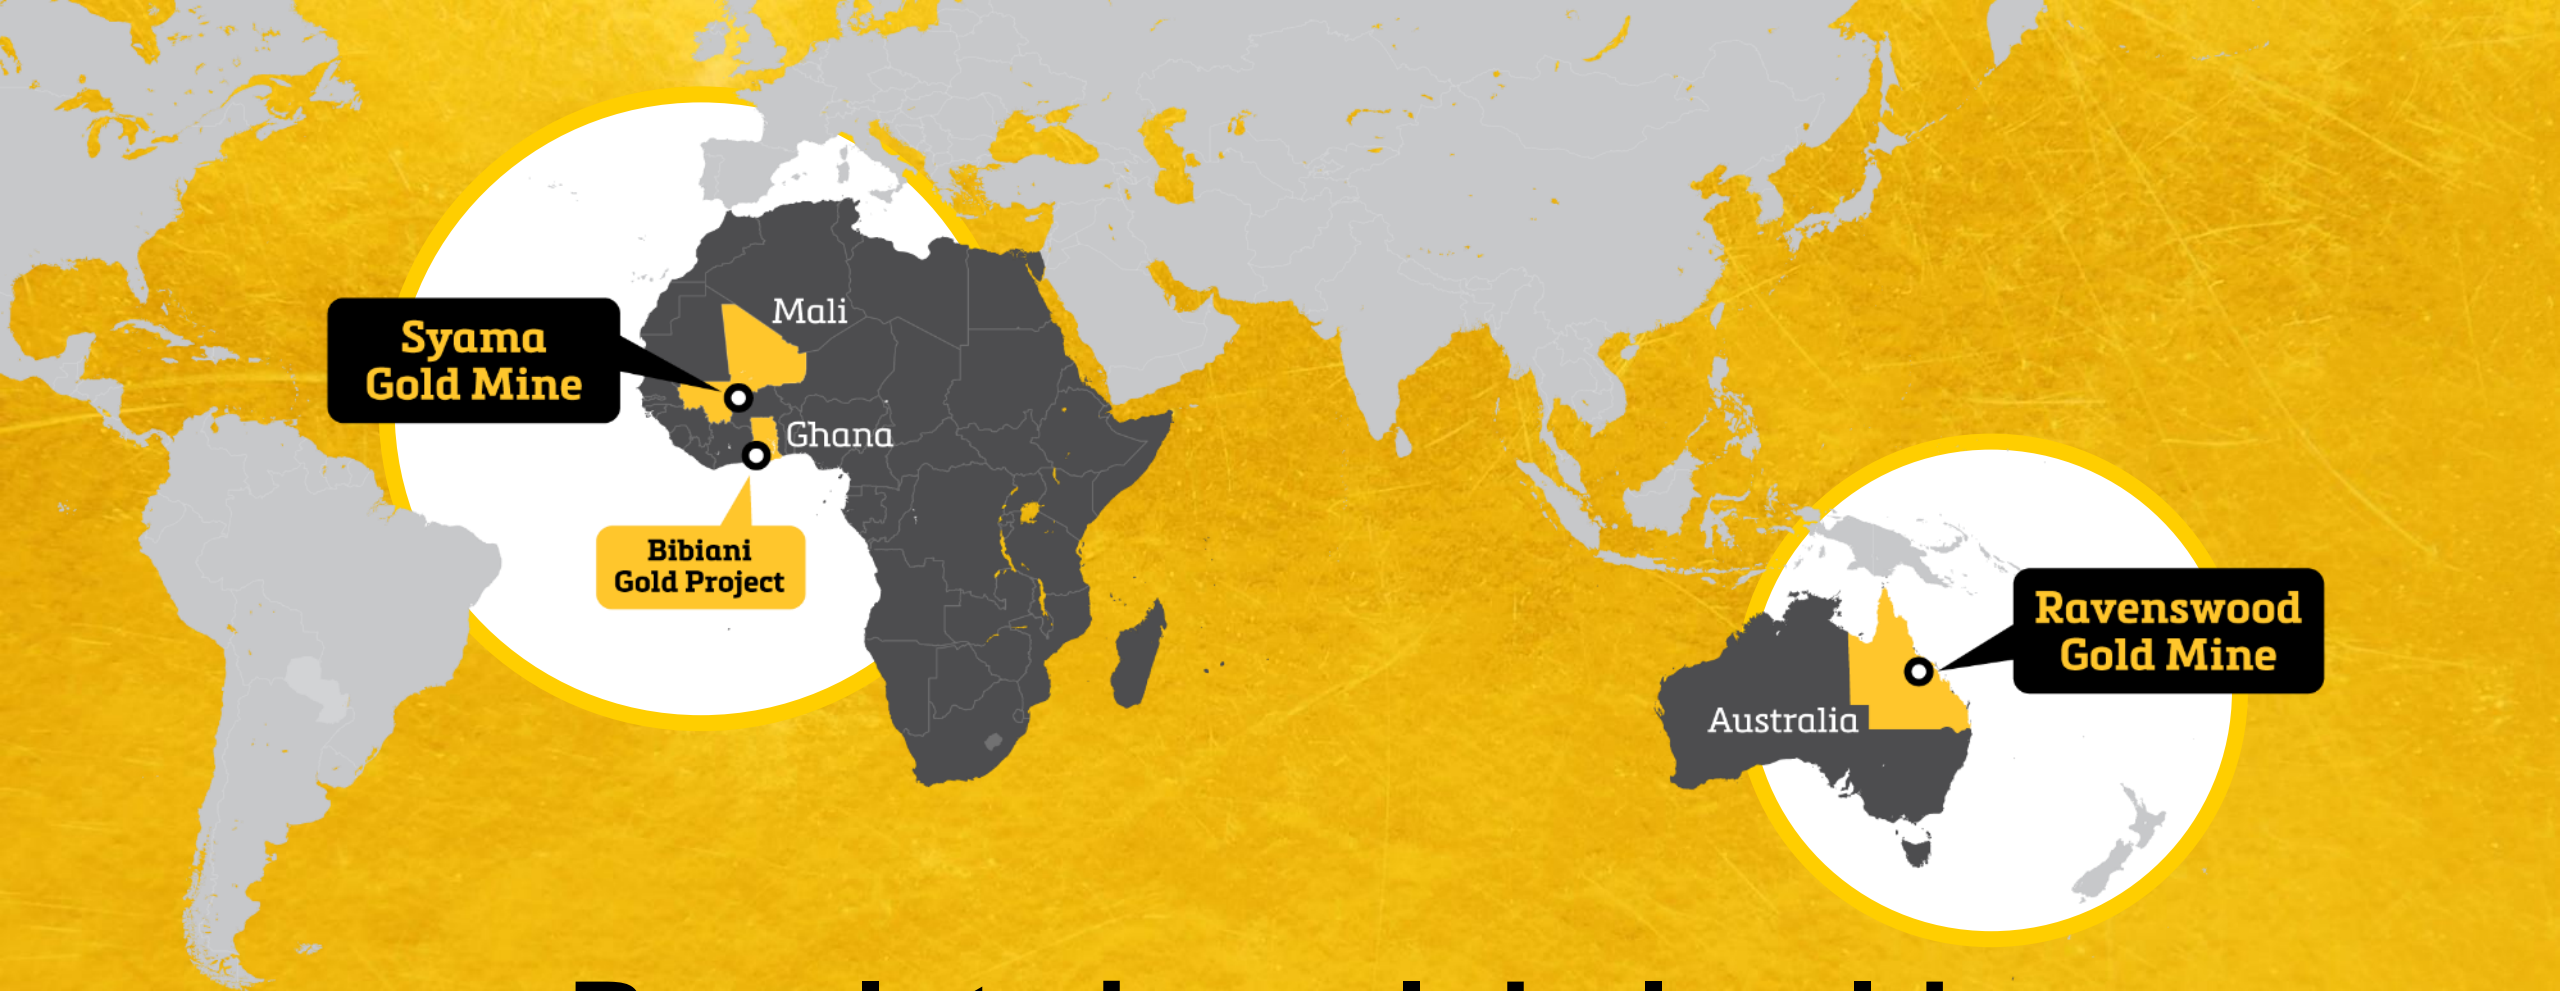 Mali
Syama
Gold Mine
Ghana
Bibiani
Gold Project
Ravenswood
Gold Mine
Australia